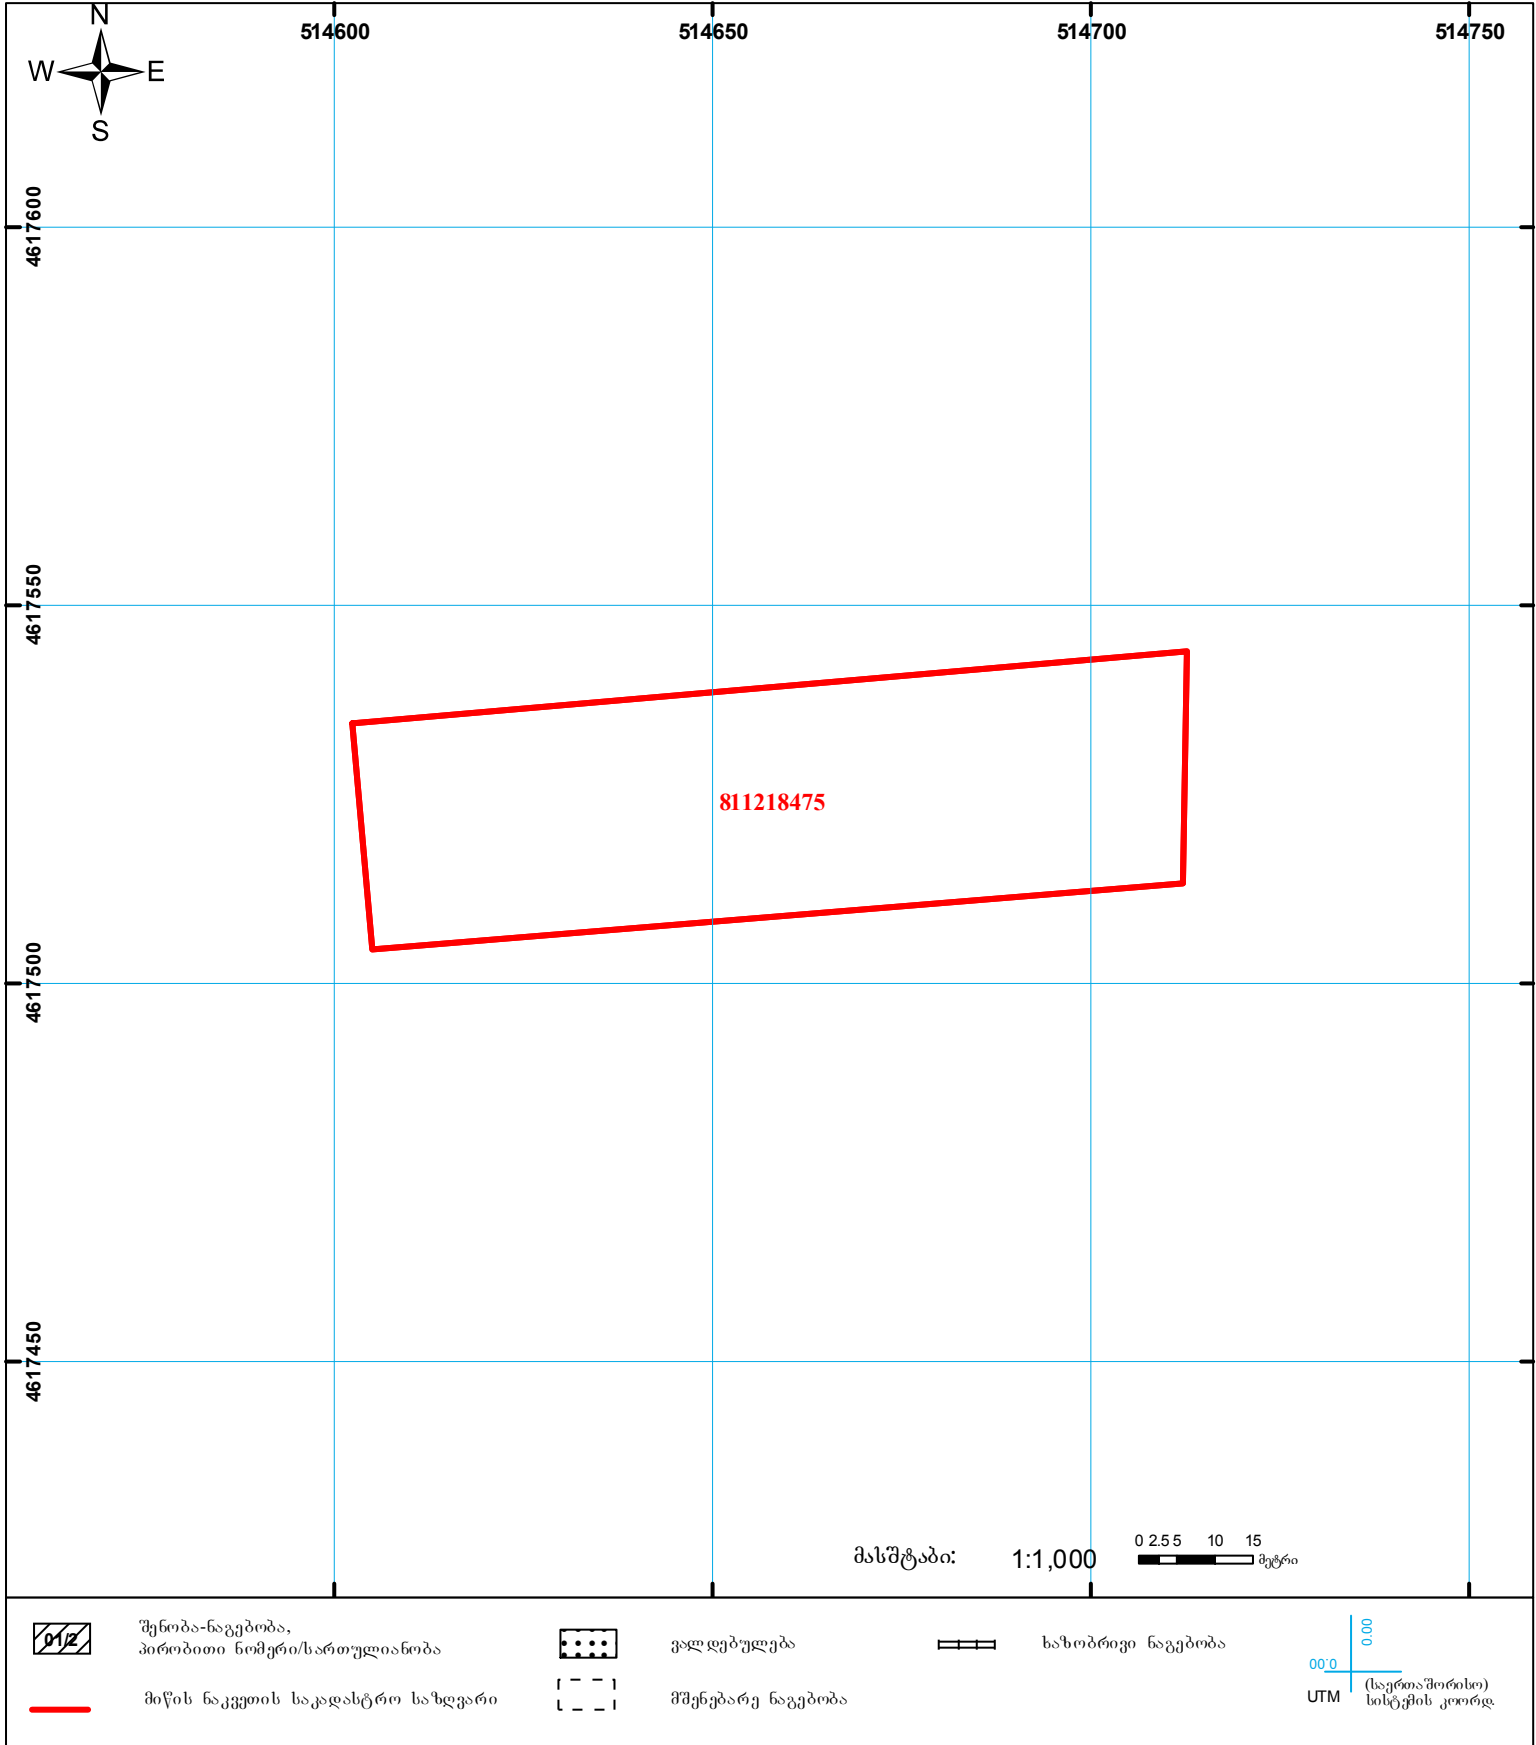 N
514600
514650
514700
514750
W
E
S
4617600
4617550
811218475
4617500
4617450
მასშტაბი:
1:1,000
0 2.5 5 10 15
მეტრი
01/2
შენობა-ნაგებობა,
პირობითი ნომერი/სართულიანობა
ვალდებულება
ხაზობრივი ნაგებობა
00.0
0.00
მიწის ნაკვეთის საკადასტრო საზღვარი
მშენებარე ნაგებობა
UTM
(საერთაშორისო)
სისტემის კოორდ.